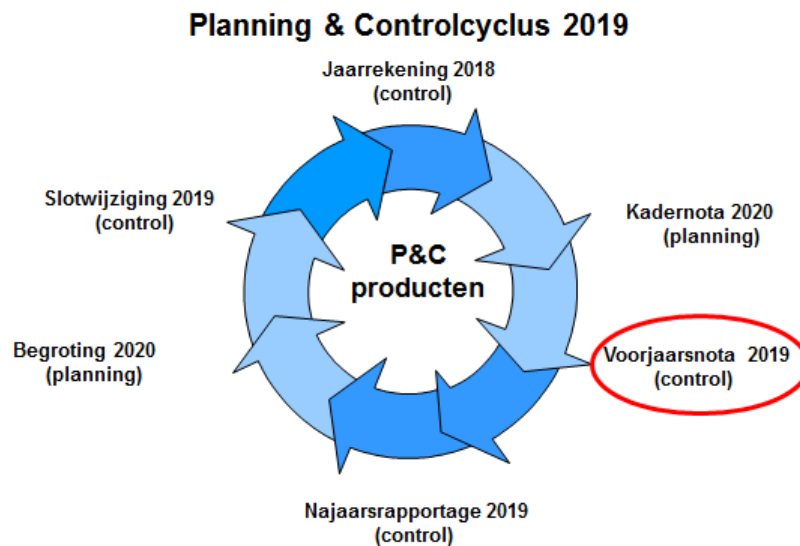 Planning & Controlcyclus 2019
Jaarrekening 2018
(control)
Kadernota 2020
(planning)
Voorjaarsnota 2019
(control)
Najaarsrapportage 2019
(control)
Begroting 2020
(planning)
Slotwijziging 2019
(control)
P&C
producten